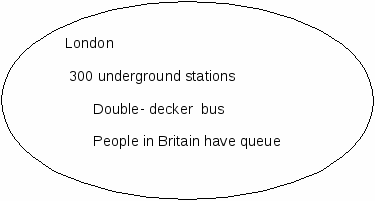 London
300 underground stations
Double- decker bus
People in Britain have queue